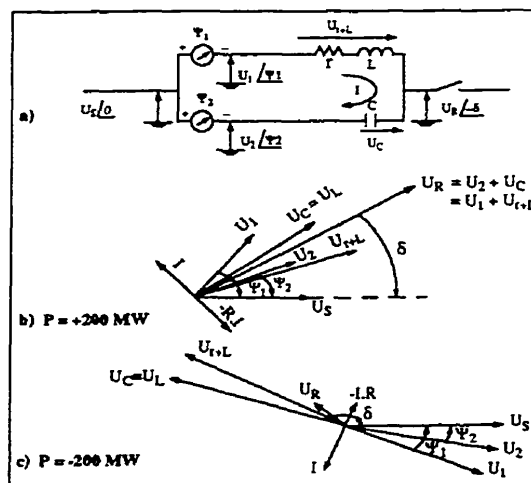 Ψ1
U r+L
+
−
r
L
U1 /Ψ1
I
Ψ2
+
−
C
a)
US/0
U2 /Ψ2
UC
UR/-δ
UR = U2 + UC
= U1 + Ur+L
UC = UL
U1
Ur+L
U2
δ
I
Ψ1
Ψ2
US
-R.I
b) P = +200 MW
Ur+L
UC=UL
UR
-I.R
δ
US
Ψ2
U2
Ψ1
U1
I
c) P = -200 MW